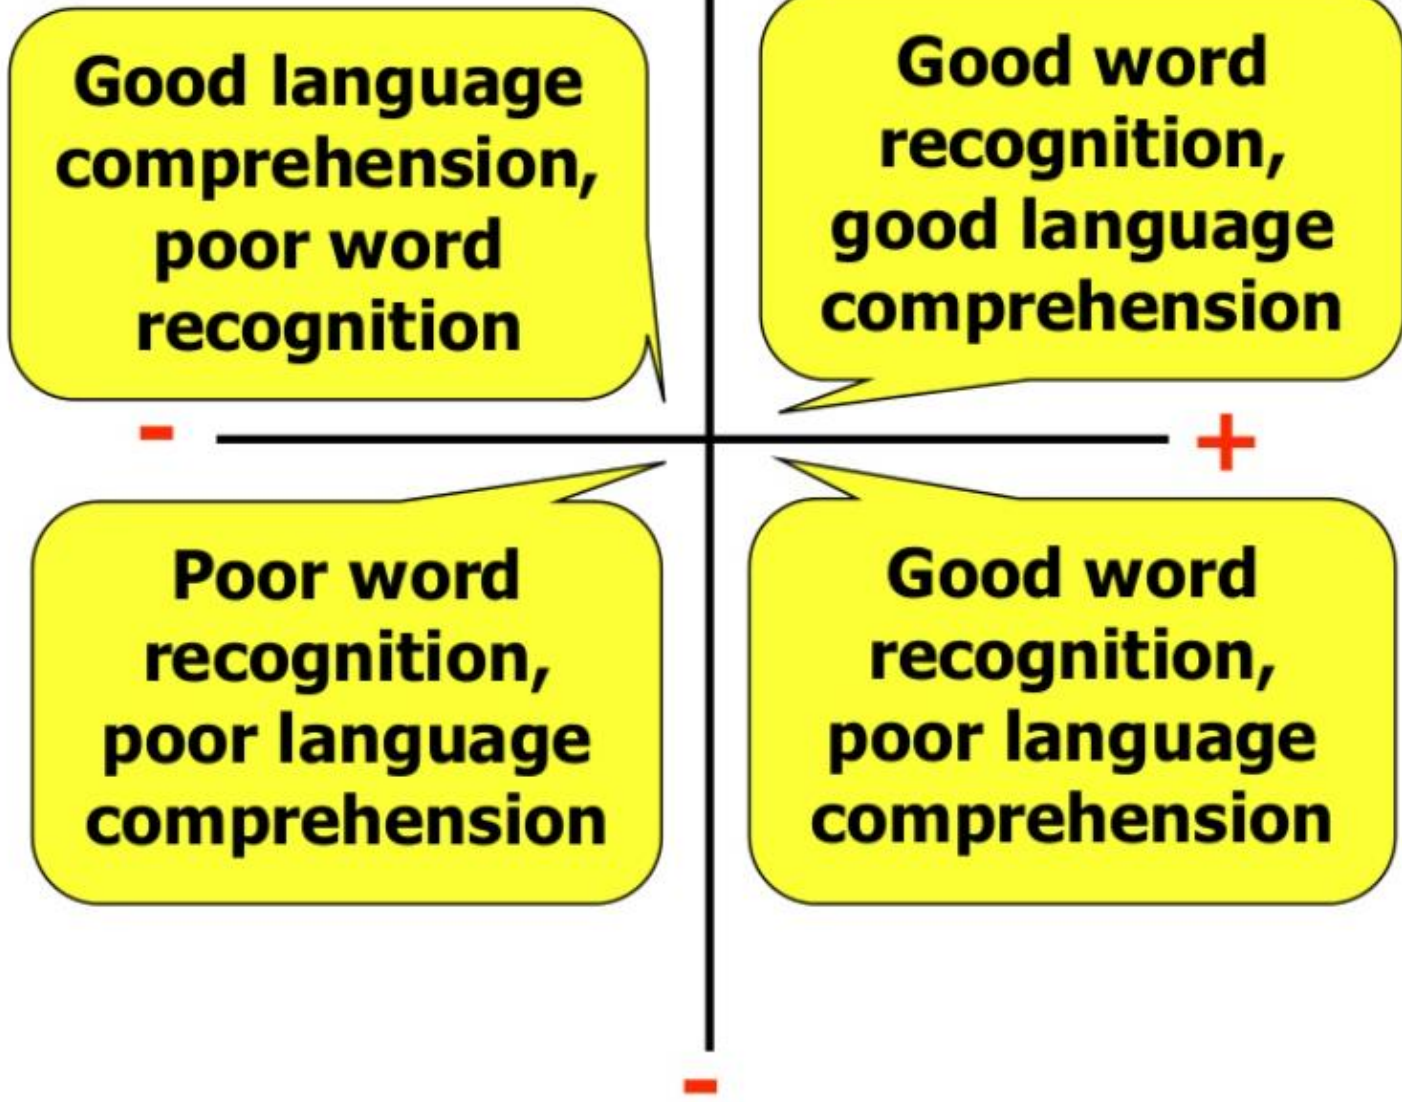 Good language
comprehension,
poor word
recognition
Good word
recognition,
good language
comprehension
-
+
Poor word
recognition,
poor language
comprehension
Good word
recognition,
poor language
comprehension
-